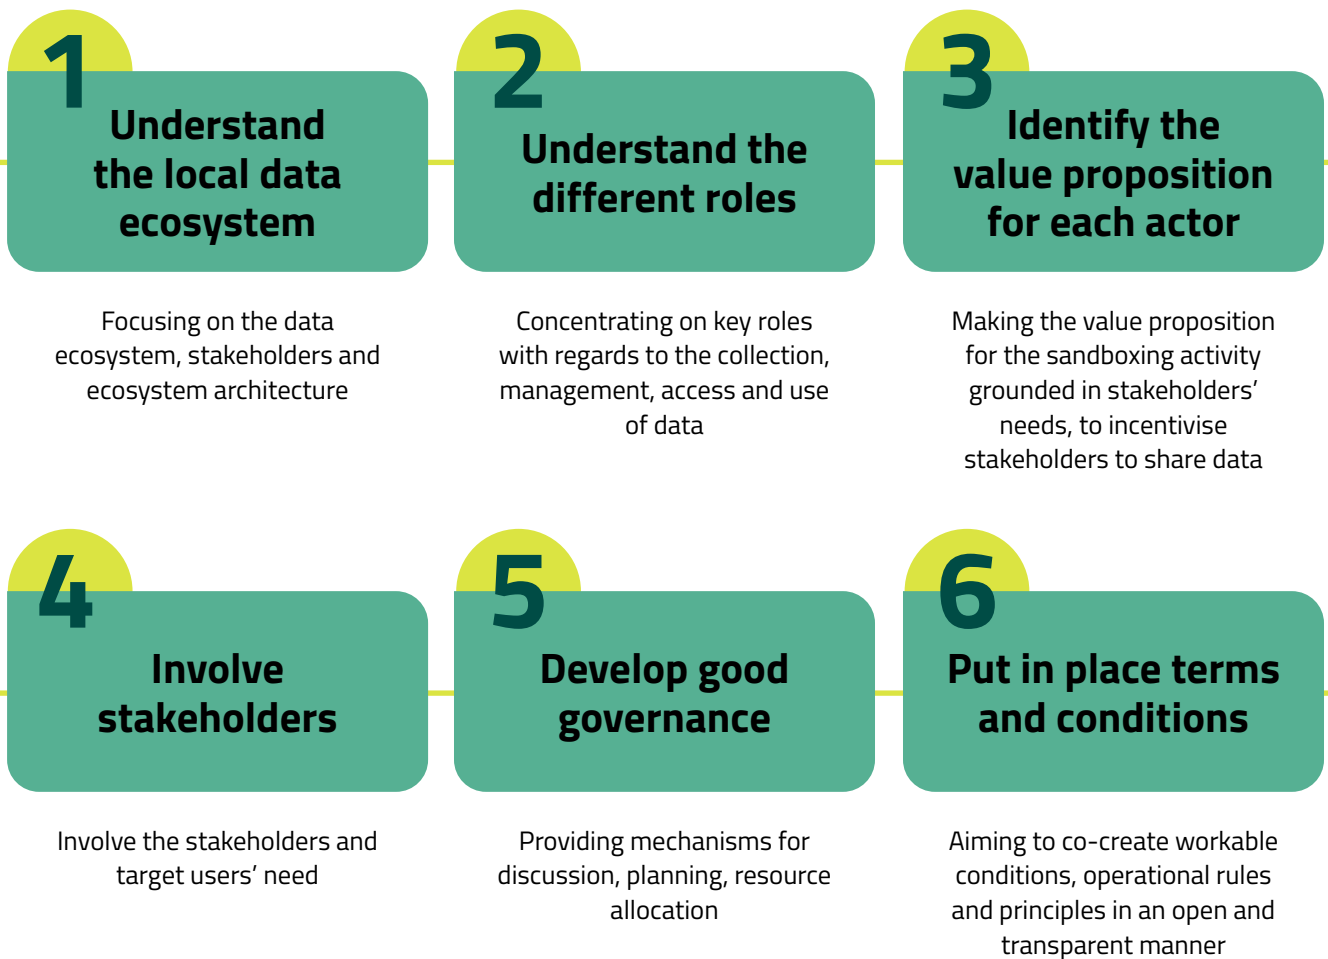 1
Understand
the local data
ecosystem
Focusing on the data
ecosystem, stakeholders and
ecosystem architecture
2
Understand the
different roles
Concentrating on key roles
with regards to the collection,
management, access and use
of data
3
Identify the
value proposition
for each actor
Making the value proposition
for the sandboxing activity
grounded in stakeholders’
needs, to incentivise
stakeholders to share data
4
Involve
stakeholders
Involve the stakeholders and
target users’ need
5
Develop good
governance
Providing mechanisms for
discussion, planning, resource
allocation
6
Put in place terms
and conditions
Aiming to co-create workable
conditions, operational rules
and principles in an open and
transparent manner